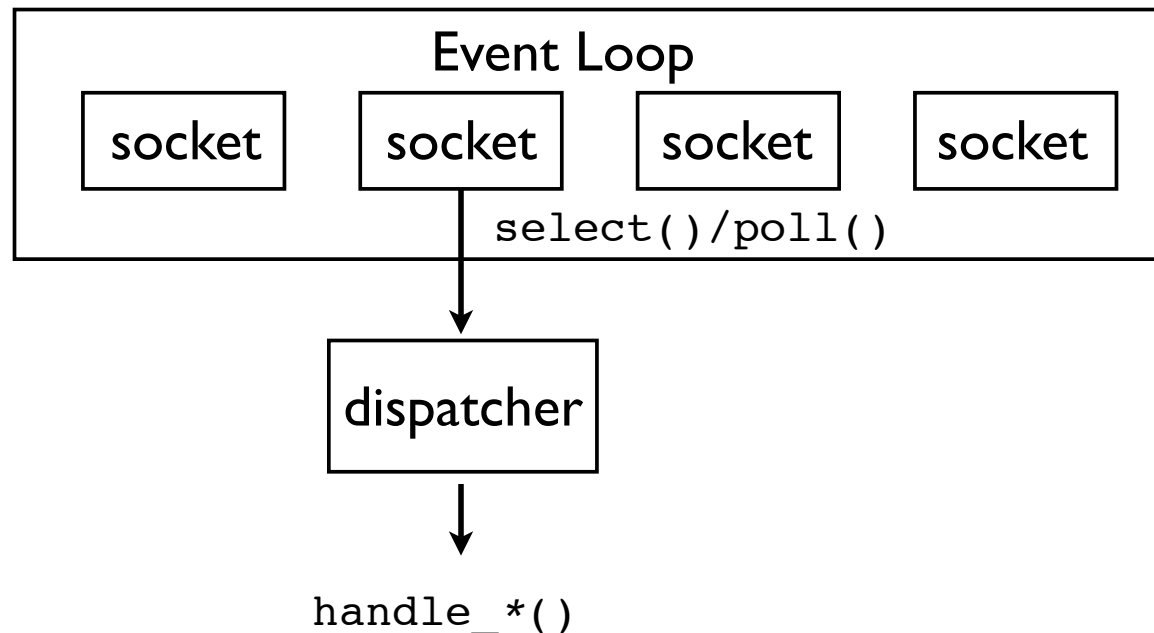 Event Loop
socket socket socket socket
select()/poll()
dispatcher
handle_*()